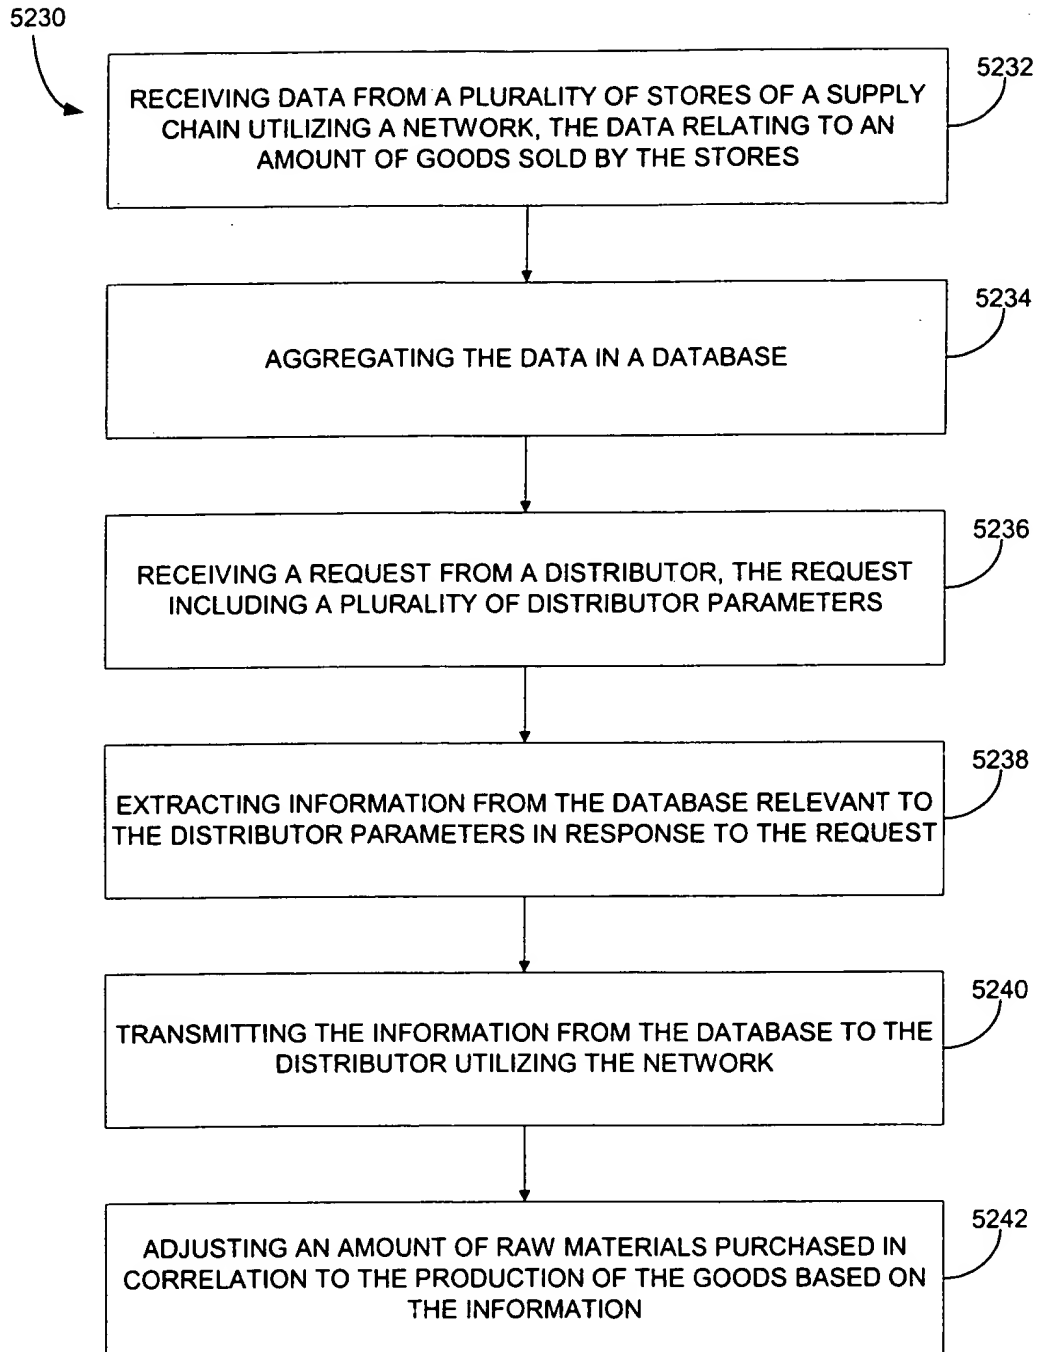 5230
5232
RECEIVING DATA FROM A PLURALITY OF STORES OF A SUPPLY
CHAIN UTILIZING A NETWORK, THE DATA RELATING TO AN
AMOUNT OF GOODS SOLD BY THE STORES
5234
AGGREGATING THE DATA IN A DATABASE
5236
RECEIVING A REQUEST FROM A DISTRIBUTOR, THE REQUEST
INCLUDING A PLURALITY OF DISTRIBUTOR PARAMETERS
5238
EXTRACTING INFORMATION FROM THE DATABASE RELEVANT TO
THE DISTRIBUTOR PARAMETERS IN RESPONSE TO THE REQUEST
5240
TRANSMITTING THE INFORMATION FROM THE DATABASE TO THE
DISTRIBUTOR UTILIZING THE NETWORK
5242
ADJUSTING AN AMOUNT OF RAW MATERIALS PURCHASED IN
CORRELATION TO THE PRODUCTION OF THE GOODS BASED ON
THE INFORMATION